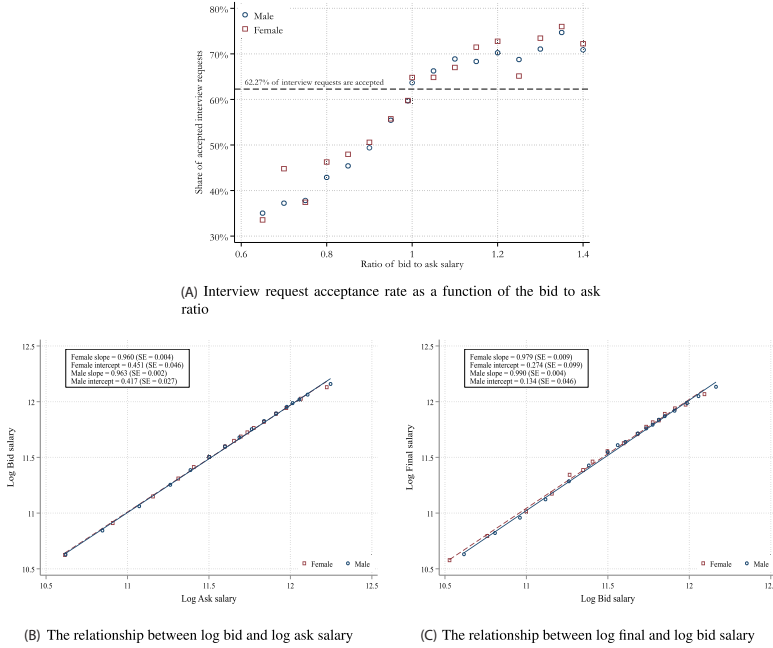 80%
70%
60%
50%
40%
30%
Share of accepted interview requests
Male
Female
62.27% of interview requests are accepted
0.6 0.8 1 1.2 1.4
Ratio of bid to ask salary
(A) Interview request acceptance rate as a function of the bid to ask
ratio
12.5
12
11.5
11
10.5
Log Bid salary
Female slope = 0.960 (SE = 0.004)
Female intercept = 0.451 (SE = 0.046)
Male slope = 0.963 (SE = 0.002)
Male intercept = 0.417 (SE = 0.027)
Female Male
10.5 11 11.5 12 12.5
Log Ask salary
(B) The relationship between log bid and log ask salary
12.5
12
11.5
11
10.5
Log Final salary
Female slope = 0.979 (SE = 0.009)
Female intercept = 0.274 (SE = 0.099)
Male slope = 0.990 (SE = 0.004)
Male intercept = 0.134 (SE = 0.046)
Female Male
10.5 11 11.5 12 12.5
Log Bid salary
(C) The relationship between log final and log bid salary